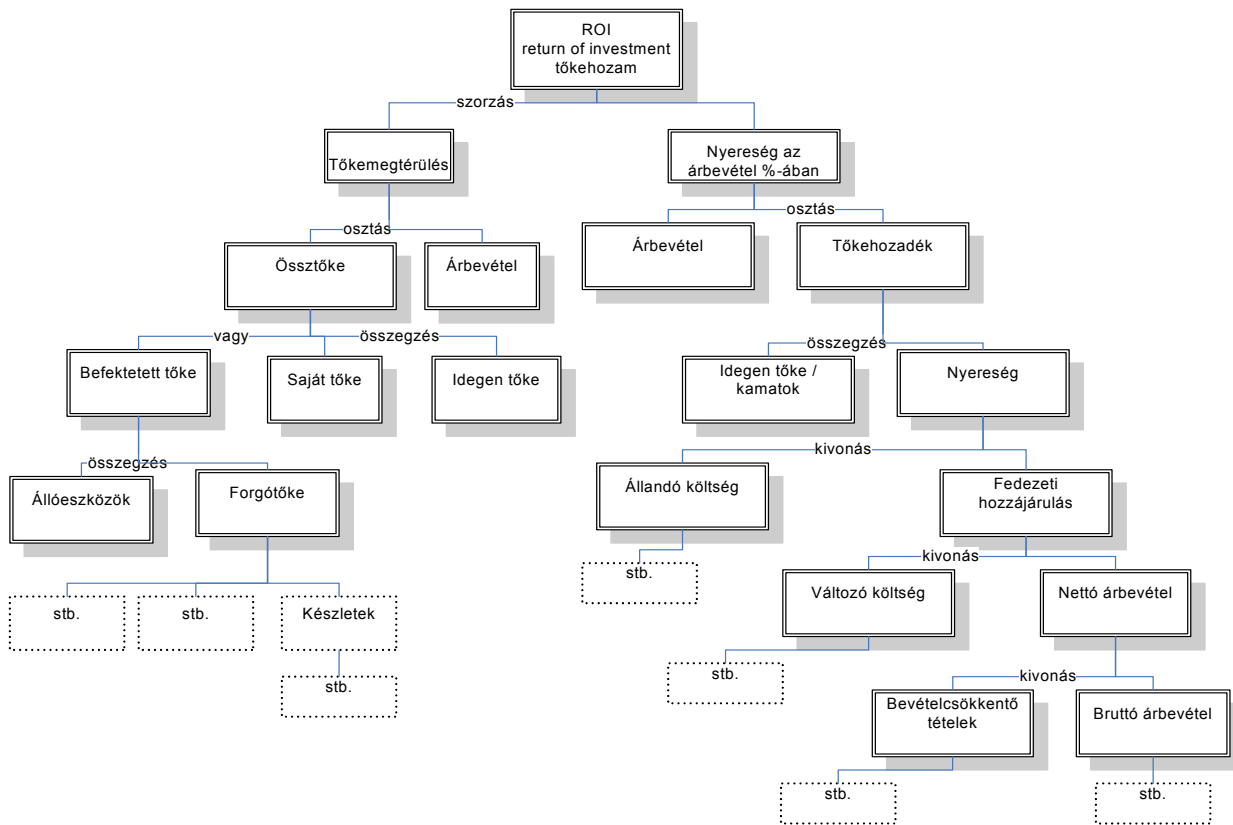 ROI
return of investment
tőkehozam
szorzás
Tőkemegtérülés
Nyereség az
árbevétel %-ában
osztás
osztás
Össztőke
Árbevétel
Árbevétel
Tőkehozadék
vagy
összegzés
összegzés
Befektetett tőke
Saját tőke
Idegen tőke
Idegen tőke /
kamatok
Nyereség
összegzés
kivonás
Állóeszközök
Forgótőke
Állandó költség
Fedezeti
hozzájárulás
kivonás
stb.
stb.
stb.
Készletek
Változó költség
Nettó árbevétel
stb.
stb.
kivonás
Bevételcsökkentő
tételek
Bruttó árbevétel
stb.
stb.